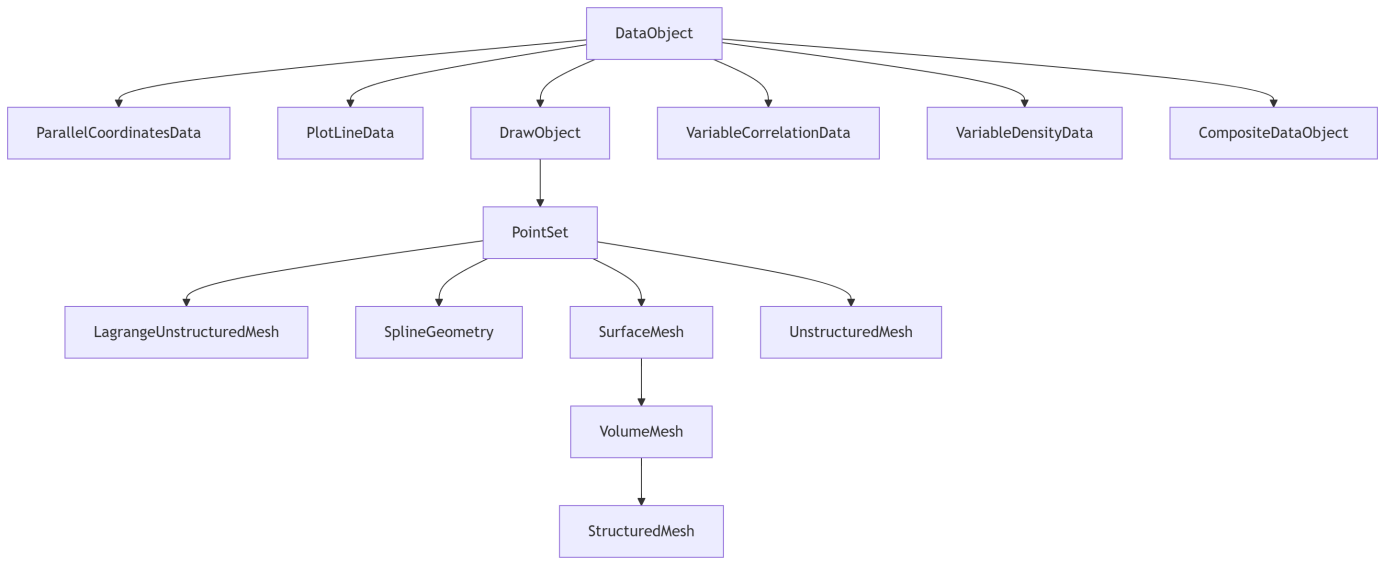 DataObject
ParallelCoordinatesData
PlotLineData
DrawObject
VariableCorrelationData
VariableDensityData
CompositeDataObject
PointSet
LagrangeUnstructuredMesh
SplineGeometry
SurfaceMesh
UnstructuredMesh
VolumeMesh
StructuredMesh